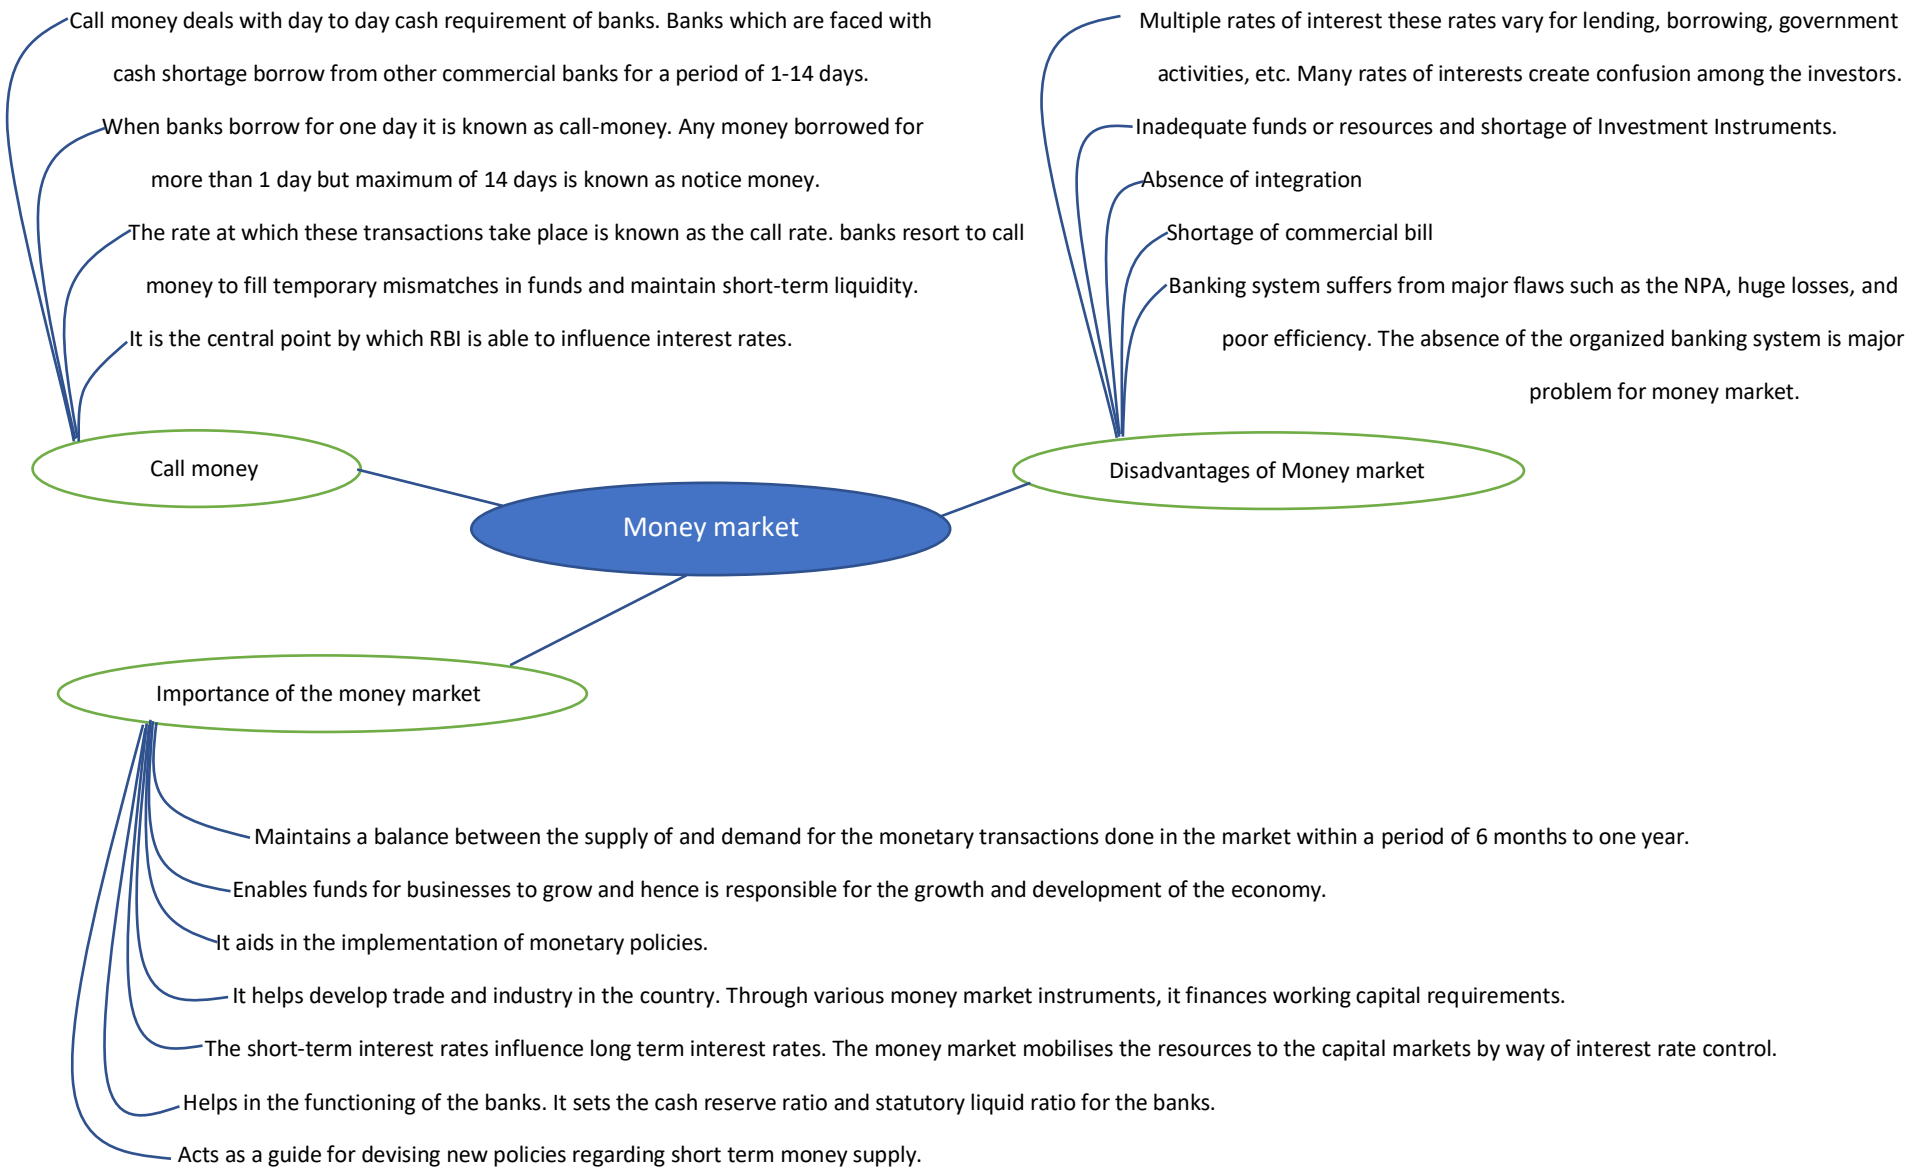 Call money deals with day to day cash requirement of banks. Banks which are faced with
cash shortage borrow from other commercial banks for a period of 1-14 days.
When banks borrow for one day it is known as call-money. Any money borrowed for
more than 1 day but maximum of 14 days is known as notice money.
The rate at which these transactions take place is known as the call rate. banks resort to call
money to fill temporary mismatches in funds and maintain short-term liquidity.
It is the central point by which RBI is able to influence interest rates.
Call money
Multiple rates of interest these rates vary for lending, borrowing, government
activities, etc. Many rates of interests create confusion among the investors.
Inadequate funds or resources and shortage of Investment Instruments.
Absence of integration
Shortage of commercial bill
Banking system suffers from major flaws such as the NPA, huge losses, and
poor efficiency. The absence of the organized banking system is major
problem for money market.
Disadvantages of Money market
Money market
Importance of the money market
Maintains a balance between the supply of and demand for the monetary transactions done in the market within a period of 6 months to one year.
Enables funds for businesses to grow and hence is responsible for the growth and development of the economy.
It aids in the implementation of monetary policies.
It helps develop trade and industry in the country. Through various money market instruments, it finances working capital requirements.
The short-term interest rates influence long term interest rates. The money market mobilises the resources to the capital markets by way of interest rate control.
Helps in the functioning of the banks. It sets the cash reserve ratio and statutory liquid ratio for the banks.
Acts as a guide for devising new policies regarding short term money supply.